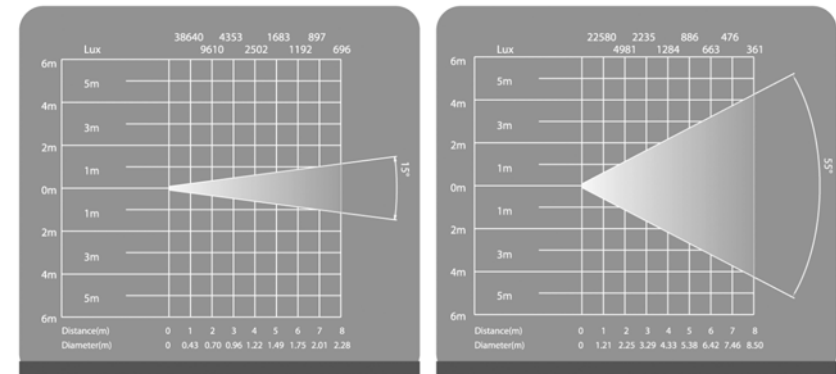 38640 4353 1683 897
Lux 9610 2502 1192 696
6m
5m
4m
3m
2m
1m
0m
1m
2m
3m
4m
5m
6m
15°
Distance(m) 0 1 2 3 4 5 6 7 8
Diameter(m) 0 0.43 0.70 0.96 1.22 1.49 1.75 2.01 2.28
22580 2235 886 476
Lux 4981 1284 663 361
6m
5m
4m
3m
2m
1m
0m
1m
2m
3m
4m
5m
6m
55°
Distance(m) 0 1 2 3 4 5 6 7 8
Diameter(m) 0 1.21 2.25 3.29 4.33 5.38 6.42 7.46 8.50